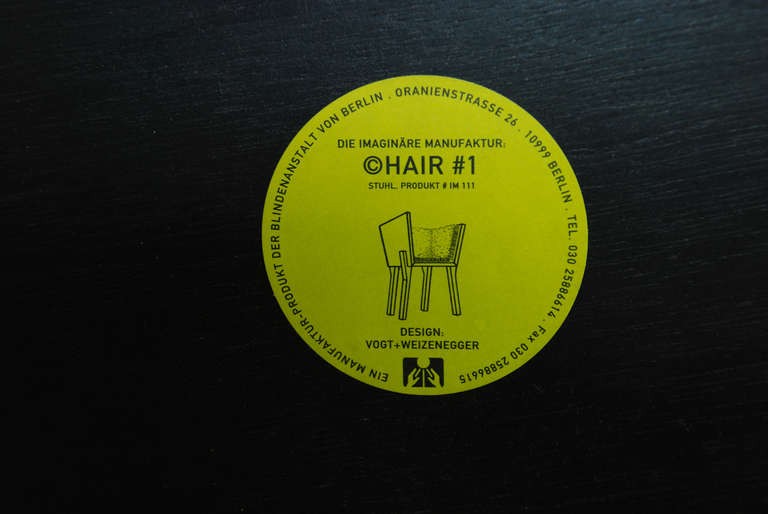 EIN MANUFAKTUR-PRODUKT DER BLINDENANSTALT VON BERLIN . ORANIENSTRASSE 26 . 10999 BERLIN . TEL. 030 25886614 . Fax 030 25886615
DIE IMAGINÄRE MANUFAKTUR:
©HAIR #1
STUHL, PRODUKT # IM 111
DESIGN:
VOGT+WEIZENEGGER